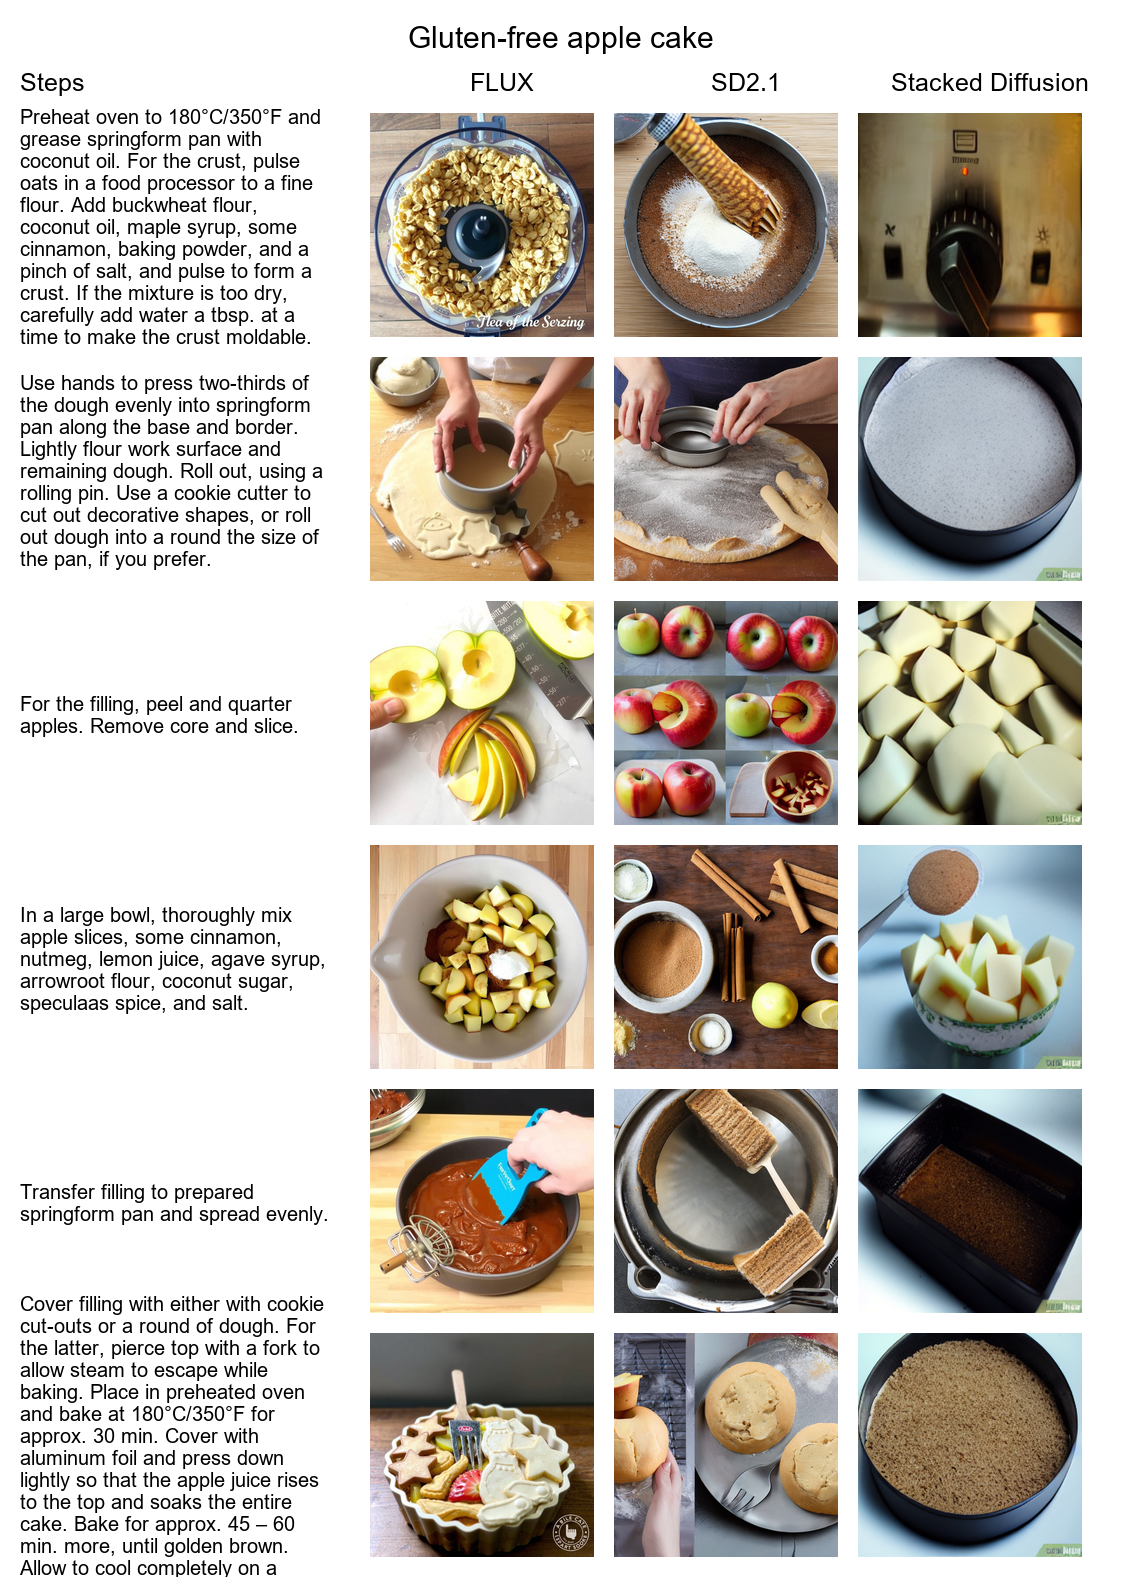 Gluten-free apple cake
Steps
FLUX
SD2.1
Stacked Diffusion
Preheat oven to 180°C/350°F and
grease springform pan with
coconut oil. For the crust, pulse
oats in a food processor to a fine
flour. Add buckwheat flour,
coconut oil, maple syrup, some
cinnamon, baking powder, and a
pinch of salt, and pulse to form a
crust. If the mixture is too dry,
carefully add water a tbsp. at a
time to make the crust moldable.
Flea of the Serzing
Use hands to press two-thirds of
the dough evenly into springform
pan along the base and border.
Lightly flour work surface and
remaining dough. Roll out, using a
rolling pin. Use a cookie cutter to
cut out decorative shapes, or roll
out dough into a round the size of
the pan, if you prefer.
For the filling, peel and quarter
apples. Remove core and slice.
In a large bowl, thoroughly mix
apple slices, some cinnamon,
nutmeg, lemon juice, agave syrup,
arrowroot flour, coconut sugar,
speculaas spice, and salt.
Transfer filling to prepared
springform pan and spread evenly.
Cover filling with either with cookie
cut-outs or a round of dough. For
the latter, pierce top with a fork to
allow steam to escape while
baking. Place in preheated oven
and bake at 180°C/350°F for
approx. 30 min. Cover with
aluminum foil and press down
lightly so that the apple juice rises
to the top and soaks the entire
cake. Bake for approx. 45 – 60
min. more, until golden brown.
Allow to cool completely on a